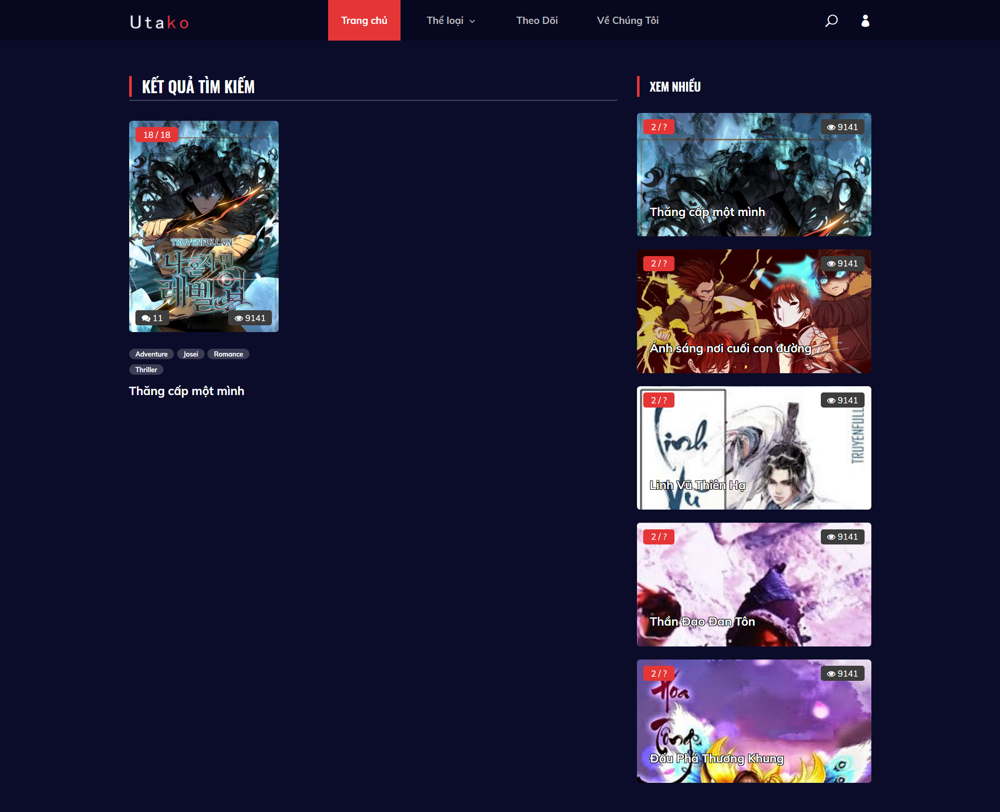 Utako
Trang chủ
Thể loại
Theo Dõi
Về Chúng Tôi
KẾT QUẢ TÌM KIẾM
18 / 18
TRUYENFULL.VN
나 혼자만
레벨업
11
9141
Adventure
Josei
Romance
Thriller
Thăng cấp một mình
XEM NHIỀU
2 / ?
9141
Thăng cấp một mình
2 / ?
9141
Ánh sáng nơi cuối con đường
2 / ?
9141
Linh
Vũ
TRUYENFULL
Linh Vũ Thiên Hạ
2 / ?
9141
Thần Đạo Đan Tôn
2 / ?
9141
Hoa
Tông
Đấu Phá Thương Khung